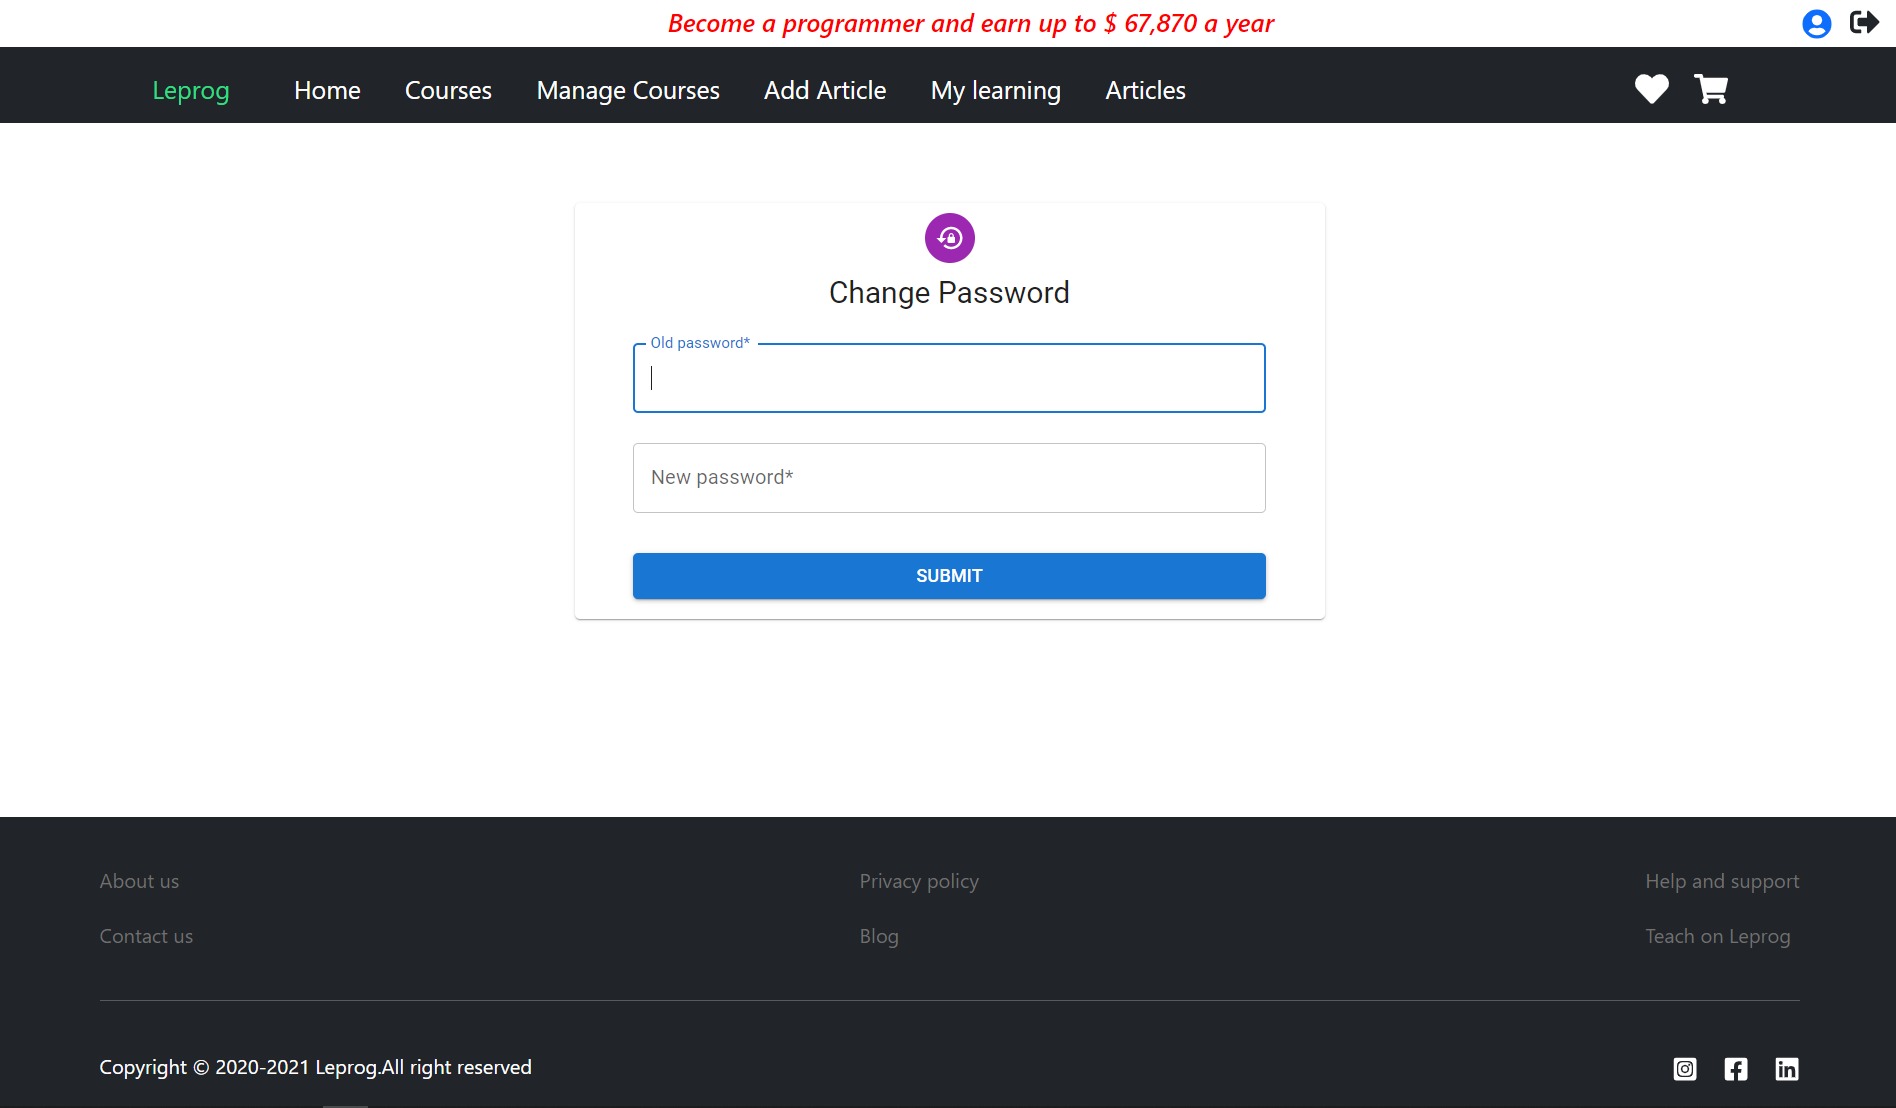 Become a programmer and earn up to $ 67,870 a year
Leprog Home Courses Manage Courses Add Article My learning Articles
Change Password
Old password*
New password*
SUBMIT
About us Privacy policy Help and support
Contact us Blog Teach on Leprog
Copyright © 2020-2021 Leprog.All right reserved